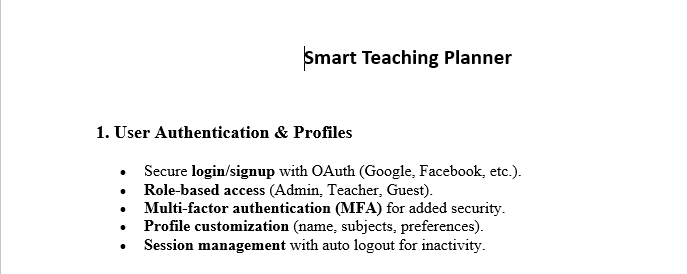 Smart Teaching Planner
1. User Authentication & Profiles
• Secure login/signup with OAuth (Google, Facebook, etc.).
• Role-based access (Admin, Teacher, Guest).
• Multi-factor authentication (MFA) for added security.
• Profile customization (name, subjects, preferences).
• Session management with auto logout for inactivity.